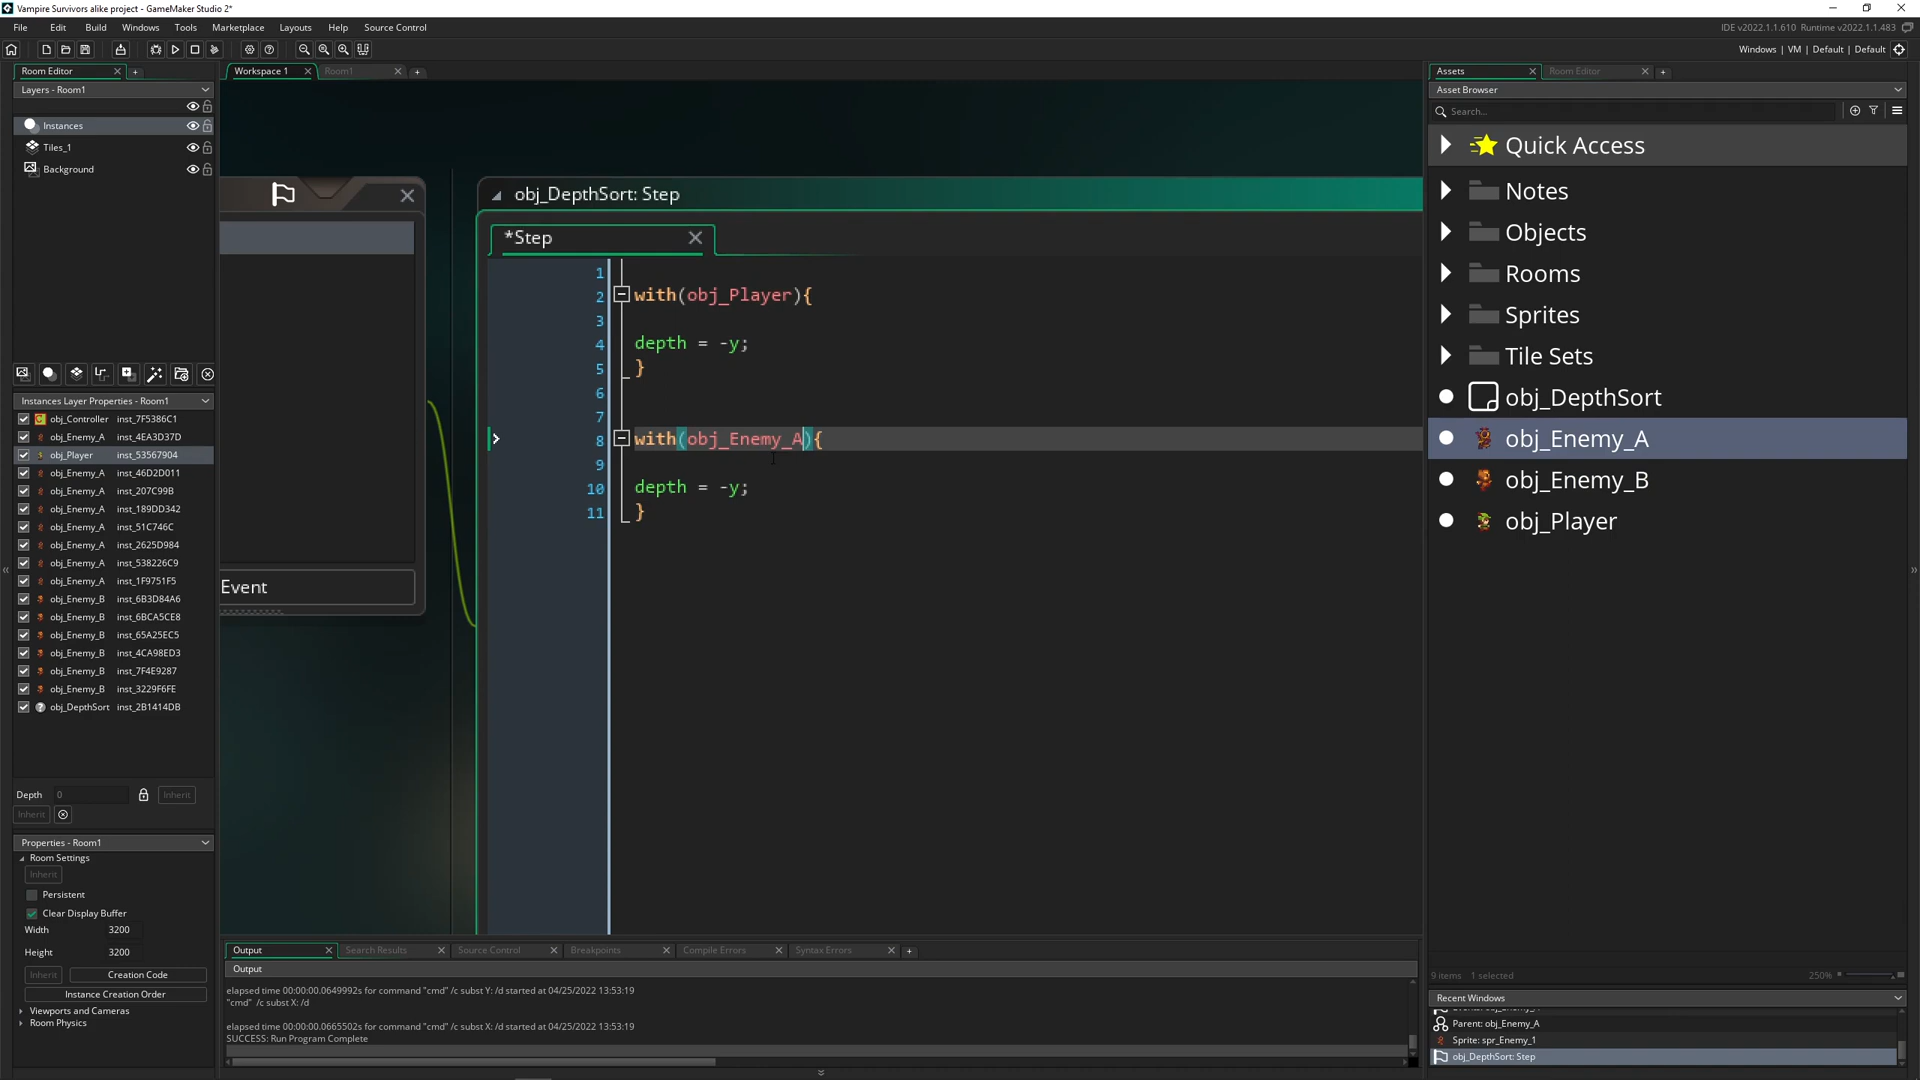 Vampire Survivors alike project - GameMaker Studio 2*
File Edit Build Windows Tools Marketplace Layouts Help Source Control
IDE v2022.1.1.610 Runtime v2022.1.1.483
Windows | VM | Default | Default
Room Editor
Layers - Room1
Instances
Tiles_1
Background
Instances Layer Properties - Room1
obj_Controller inst_7F5386C1
obj_Enemy_A inst_4EA3D37D
obj_Player inst_53567904
obj_Enemy_A inst_46D2D011
obj_Enemy_A inst_207C99B
obj_Enemy_A inst_189DD342
obj_Enemy_A inst_51C746C
obj_Enemy_A inst_2625D984
obj_Enemy_A inst_538226C9
obj_Enemy_A inst_1F9751F5
obj_Enemy_B inst_6B3D84A6
obj_Enemy_B inst_6BCA5CE8
obj_Enemy_B inst_65A25EC5
obj_Enemy_B inst_4CA98ED3
obj_Enemy_B inst_7F4E9287
obj_Enemy_B inst_3229F6FE
obj_DepthSort inst_2B1414DB
Depth 0 Inherit
Inherit
Properties - Room1
Room Settings
Inherit
Persistent
Clear Display Buffer
Width 3200
Height 3200
Inherit Creation Code
Instance Creation Order
Viewports and Cameras
Room Physics
Workspace 1 Room1
Event
obj_DepthSort: Step
*Step
1
2 with(obj_Player){
3
4 depth = -y;
5 }
6
7
8 with(obj_Enemy_A){
9
10 depth = -y;
11 }
Output Search Results Source Control Breakpoints Compile Errors Syntax Errors
Output
elapsed time 00:00:00.0649992s for command "cmd" /c subst Y: /d started at 04/25/2022 13:53:19
"cmd" /c subst X: /d
elapsed time 00:00:00.0665502s for command "cmd" /c subst X: /d started at 04/25/2022 13:53:19
SUCCESS: Run Program Complete
Assets Room Editor
Asset Browser
Search...
Quick Access
Notes
Objects
Rooms
Sprites
Tile Sets
obj_DepthSort
obj_Enemy_A
obj_Enemy_B
obj_Player
9 items 1 selected 250%
Recent Windows
Parent: obj_Enemy_A
Sprite: spr_Enemy_1
obj_DepthSort: Step